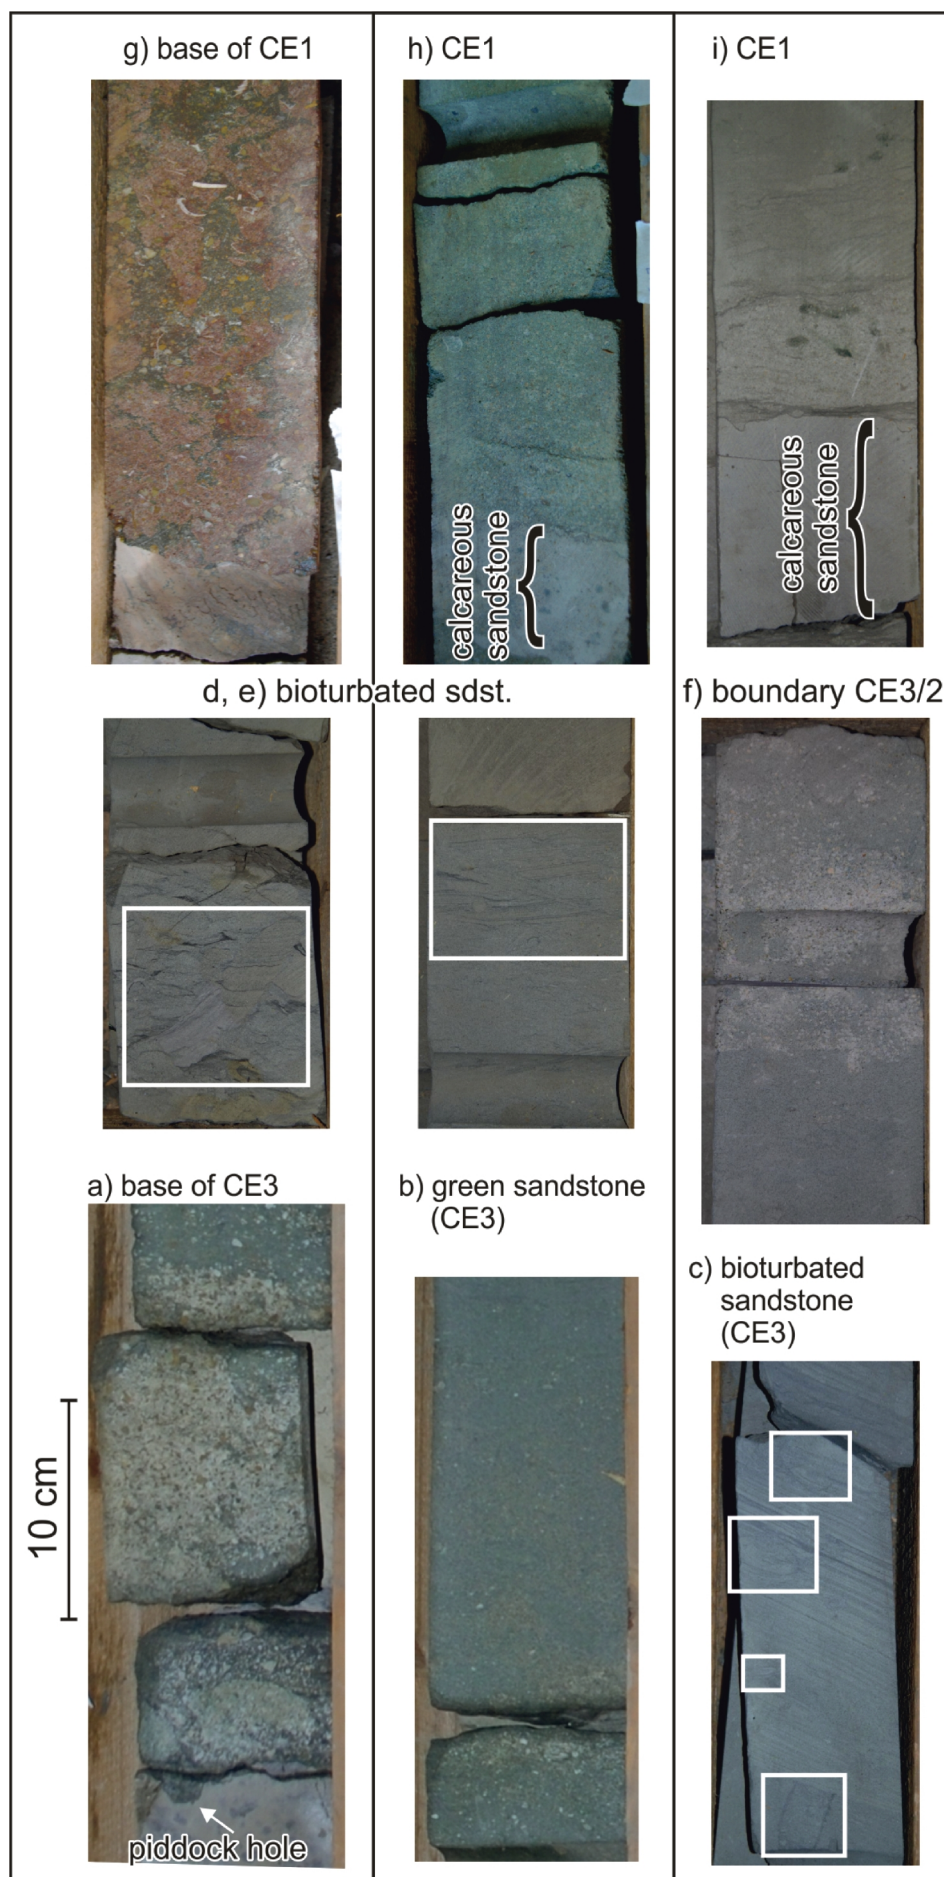 g) base of CE1
h) CE1
i) CE1
calcareous
sandstone
calcareous
sandstone
d, e) bioturbated sdst.
f) boundary CE3/2
a) base of CE3
b) green sandstone
(CE3)
c) bioturbated
sandstone
(CE3)
10 cm
piddock hole